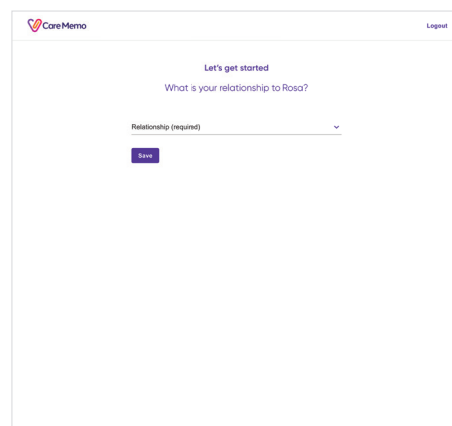 Care Memo
Logout
Let's get started
What is your relationship to Rosa?
Relationship (required)
Save